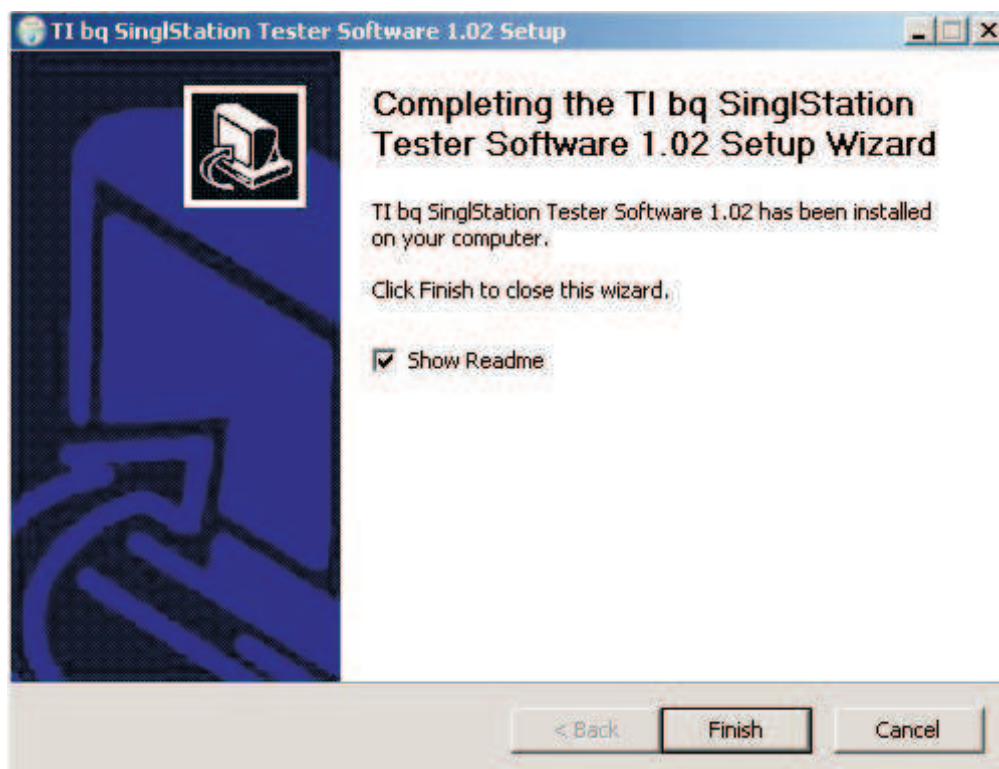 TI bq SinglStation Tester Software 1.02 Setup
Completing the TI bq SinglStation
Tester Software 1.02 Setup Wizard
TI bq SinglStation Tester Software 1.02 has been installed
on your computer.
Click Finish to close this wizard.
Show Readme
< Back Finish Cancel